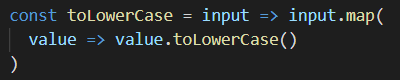 const toLowerCase = input => input.map(
  value => value.toLowerCase()
)